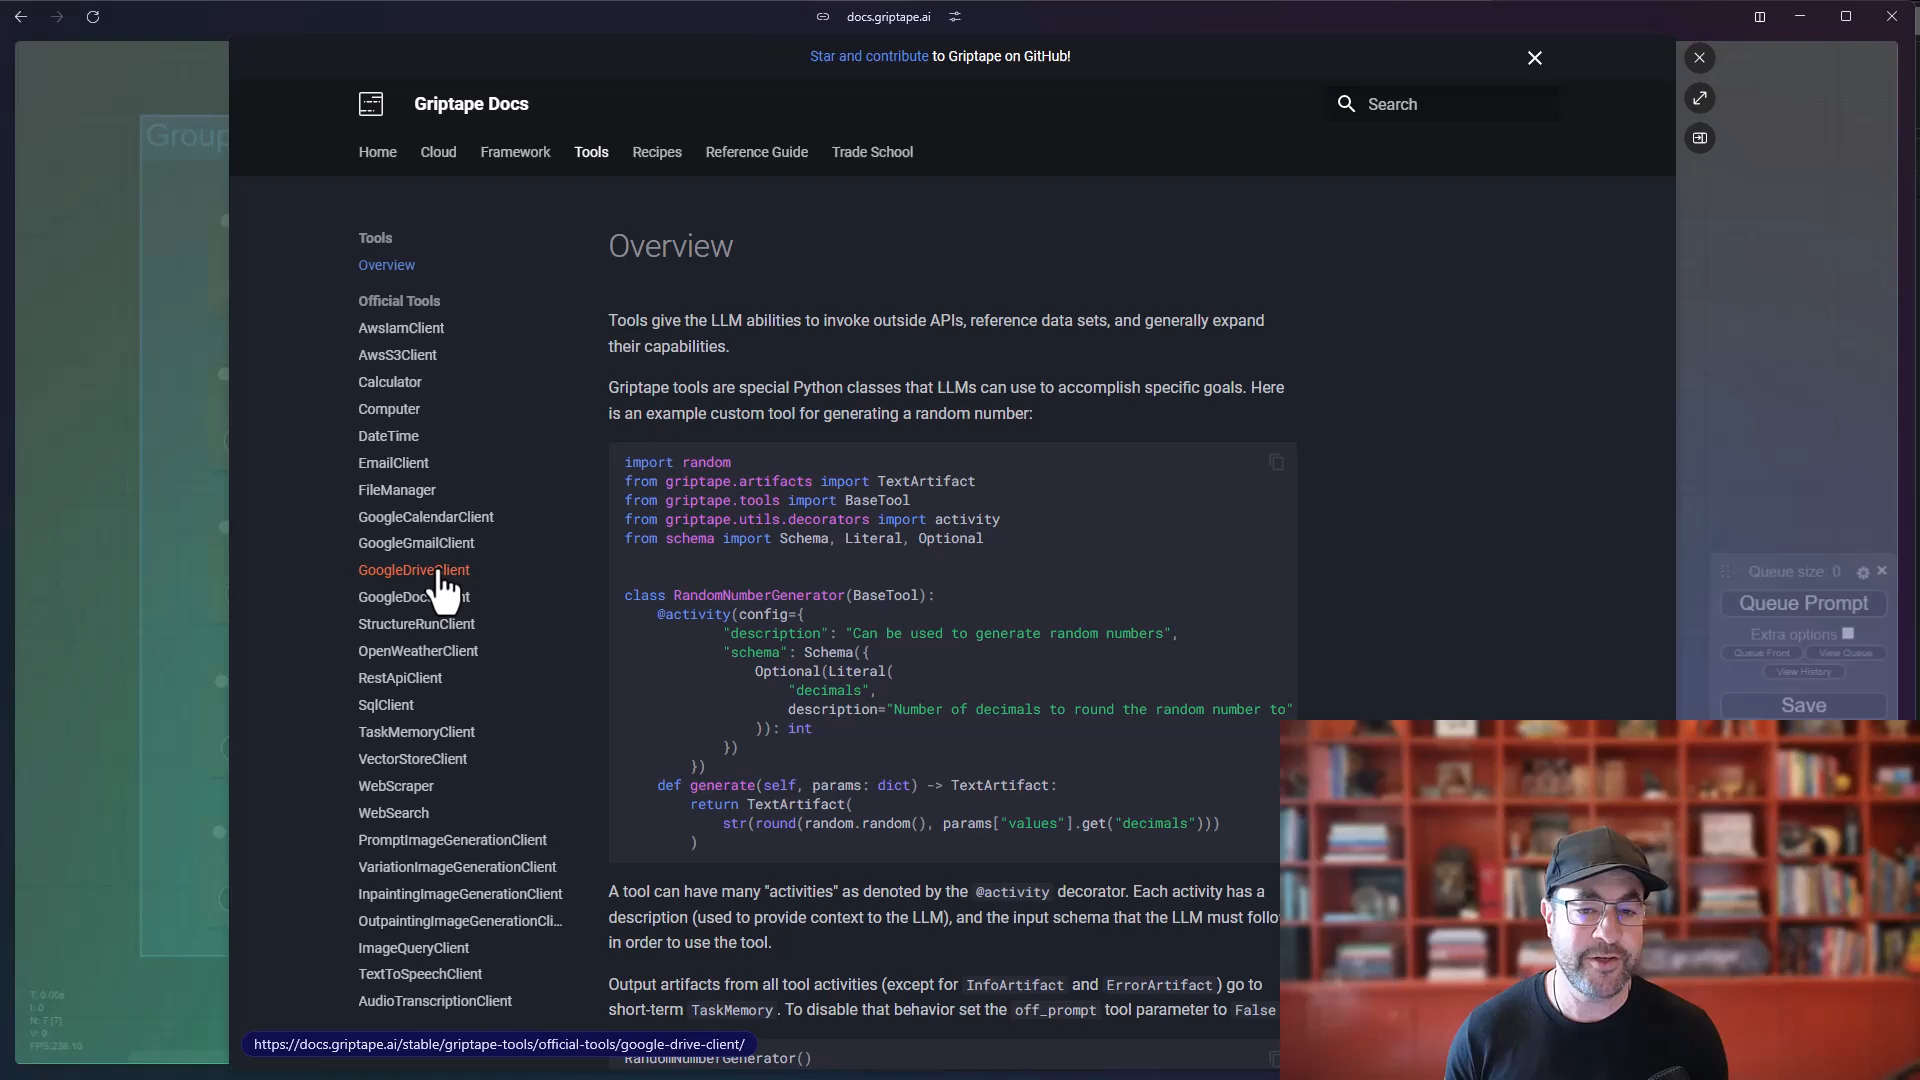 docs.griptape.ai
Star and contribute to Griptape on GitHub!
Griptape Docs
Search
Home Cloud Framework Tools Recipes Reference Guide Trade School
Group
Tools
Overview
Official Tools
AwsIamClient
AwsS3Client
Calculator
Computer
DateTime
EmailClient
FileManager
GoogleCalendarClient
GoogleGmailClient
GoogleDriveClient
StructureRunClient
OpenWeatherClient
RestApiClient
SqlClient
TaskMemoryClient
VectorStoreClient
WebScraper
WebSearch
PromptImageGenerationClient
VariationImageGenerationClient
InpaintingImageGenerationClient
OutpaintingImageGenerationCli...
ImageQueryClient
TextToSpeechClient
AudioTranscriptionClient
Overview
Tools give the LLM abilities to invoke outside APIs, reference data sets, and generally expand
their capabilities.
Griptape tools are special Python classes that LLMs can use to accomplish specific goals. Here
is an example custom tool for generating a random number:
import random
from griptape.artifacts import TextArtifact
from griptape.tools import BaseTool
from griptape.utils.decorators import activity
from schema import Schema, Literal, Optional
class RandomNumberGenerator(BaseTool):
@activity(config={
"description": "Can be used to generate random numbers",
"schema": Schema({
Optional(Literal(
"decimals",
description="Number of decimals to round the random number to"
)): int
})
})
def generate(self, params: dict) -> TextArtifact:
return TextArtifact(
str(round(random.random(), params["values"].get("decimals")))
)
A tool can have many "activities" as denoted by the @activity decorator. Each activity has a
description (used to provide context to the LLM), and the input schema that the LLM must follo
in order to use the tool.
Output artifacts from all tool activities (except for InfoArtifact and ErrorArtifact) go to
short-term TaskMemory. To disable that behavior set the off_prompt tool parameter to False
RandomNumberGenerator()
https://docs.griptape.ai/stable/griptape-tools/official-tools/google-drive-client/
Queue size: 0
Queue Prompt
Extra options
Queue Front View Queue
View History
Save
T: 0.00s
I: 0
V: 0